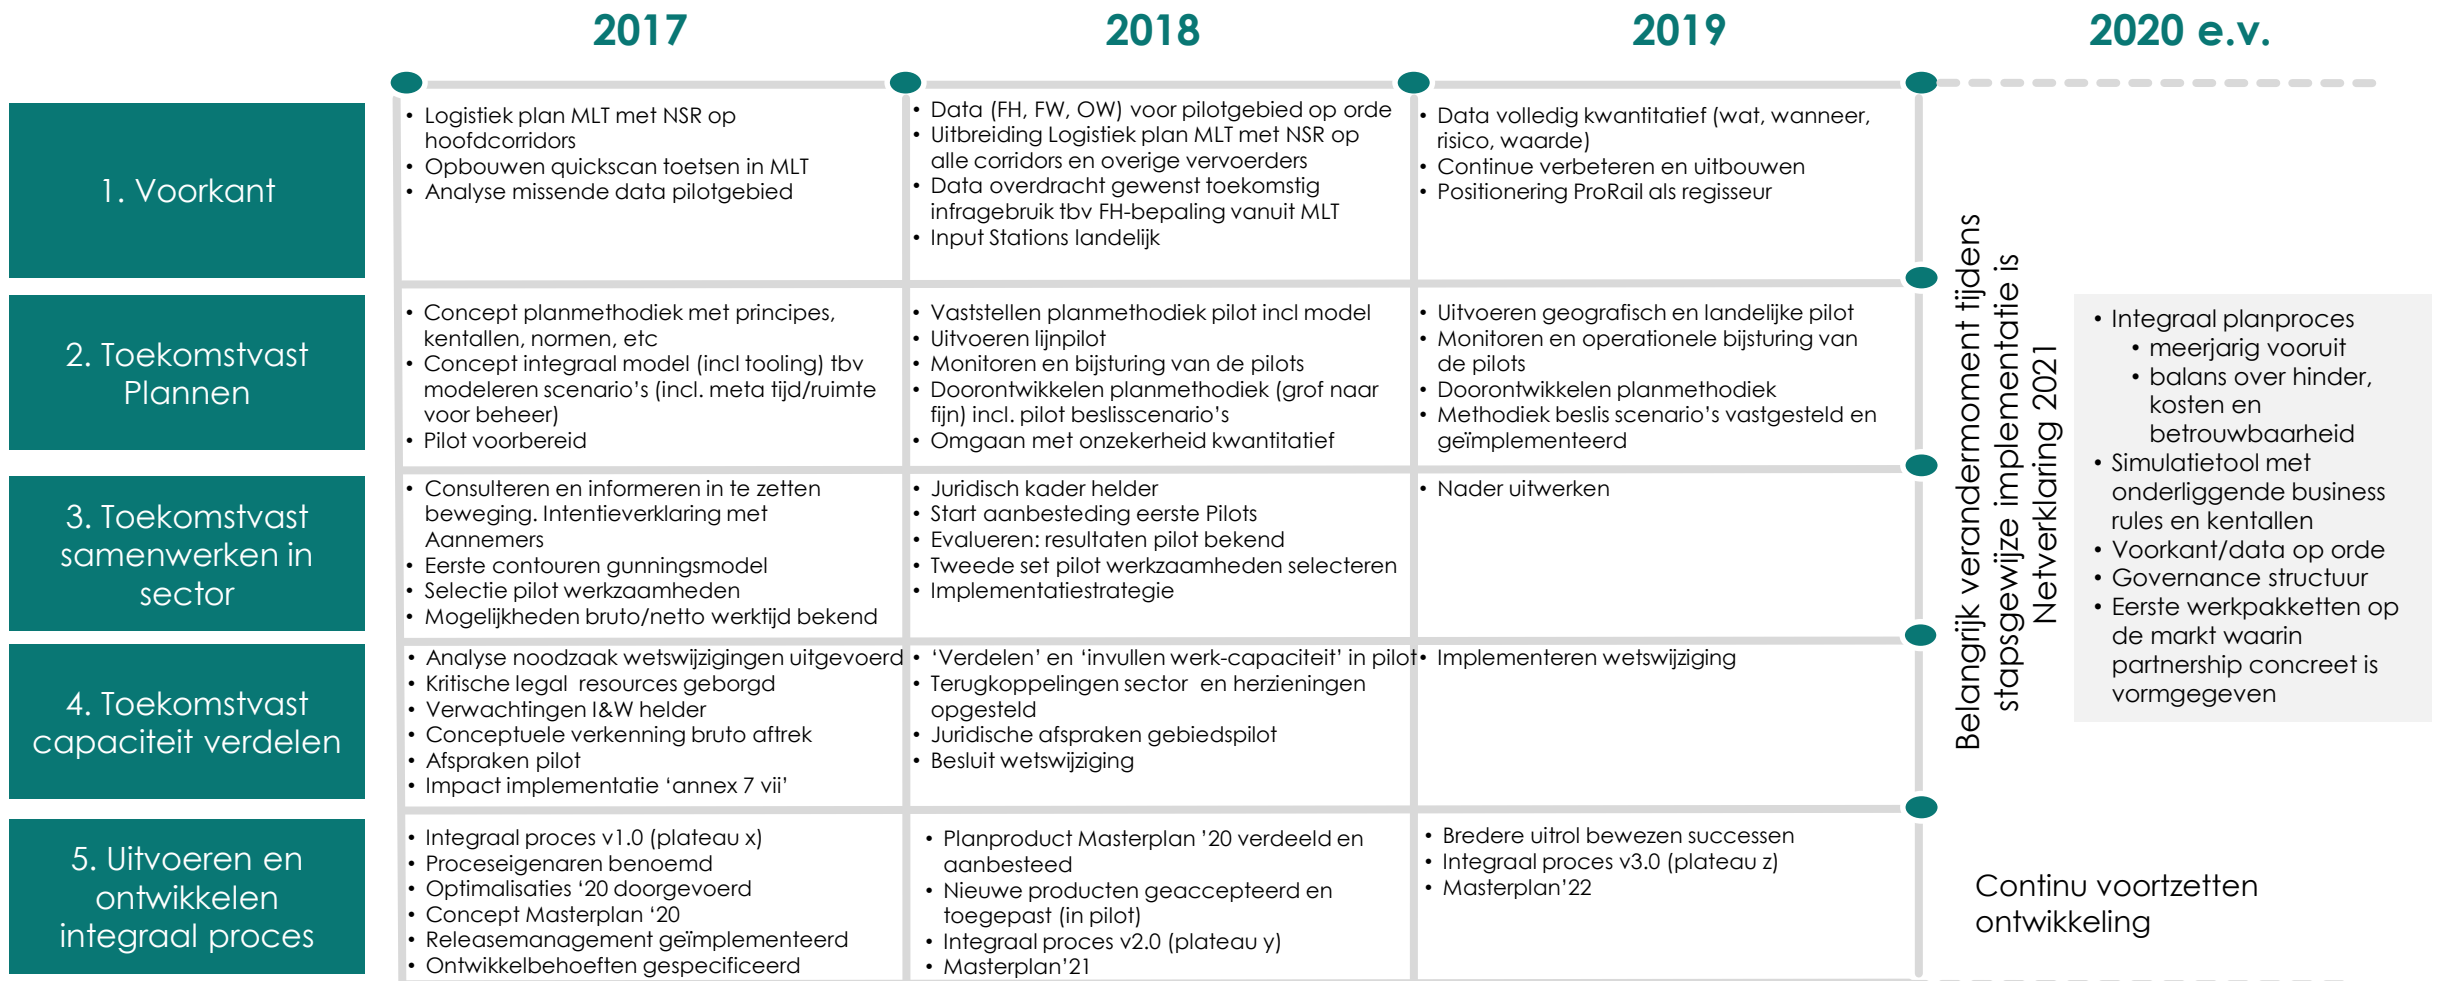 2017
2018
2019
2020 e.v.
1. Voorkant
• Logistiek plan MLT met NSR op
hoofdcorridors
• Opbouwen quickscan toetsen in MLT
• Analyse missende data pilotgebied
• Data (FH, FW, OW) voor pilotgebied op orde
• Uitbreiding Logistiek plan MLT met NSR op
alle corridors en overige vervoerders
• Data overdracht gewenst toekomstig
infragebruik tbv FH-bepaling vanuit MLT
• Input Stations landelijk
• Data volledig kwantitatief (wat, wanneer,
risico, waarde)
• Continue verbeteren en uitbouwen
• Positionering ProRail als regisseur
2. Toekomstvast
Plannen
• Concept planmethodiek met principes,
kentallen, normen, etc
• Concept integraal model (incl tooling) tbv
modeleren scenario's (incl. meta tijd/ruimte
voor beheer)
• Pilot voorbereid
• Vaststellen planmethodiek pilot incl model
• Uitvoeren lijnpilot
• Monitoren en bijsturing van de pilots
• Doorontwikkelen planmethodiek (grof naar
fijn) incl. pilot beslisscenario's
• Omgaan met onzekerheid kwantitatief
• Uitvoeren geografisch en landelijke pilot
• Monitoren en operationele bijsturing van
de pilots
• Doorontwikkelen planmethodiek
• Methodiek beslis scenario's vastgesteld en
geïmplementeerd
3. Toekomstvast
samenwerken in
sector
• Consulteren en informeren in te zetten
beweging. Intentieverklaring met
Aannemers
• Eerste contouren gunningsmodel
• Selectie pilot werkzaamheden
• Mogelijkheden bruto/netto werktijd bekend
• Juridisch kader helder
• Start aanbesteding eerste Pilots
• Evalueren: resultaten pilot bekend
• Tweede set pilot werkzaamheden selecteren
• Implementatiestrategie
• Nader uitwerken
4. Toekomstvast
capaciteit verdelen
• Analyse noodzaak wetswijzigingen uitgevoerd
• Kritische legal  resources geborgd
• Verwachtingen I&W helder
• Conceptuele verkenning bruto aftrek
• Afspraken pilot
• Impact implementatie 'annex 7 vii'
• 'Verdelen' en 'invullen werk-capaciteit' in pilot
• Terugkoppelingen sector  en herzieningen
opgesteld
• Juridische afspraken gebiedspilot
• Besluit wetswijziging
• Implementeren wetswijziging
5. Uitvoeren en
ontwikkelen
integraal proces
• Integraal proces v1.0 (plateau x)
• Proceseigenaren benoemd
• Optimalisaties '20 doorgevoerd
• Concept Masterplan '20
• Releasemanagement geïmplementeerd
• Ontwikkelbehoeften gespecificeerd
• Planproduct Masterplan '20 verdeeld en
aanbesteed
• Nieuwe producten geaccepteerd en
toegepast (in pilot)
• Integraal proces v2.0 (plateau y)
• Masterplan'21
• Bredere uitrol bewezen successen
• Integraal proces v3.0 (plateau z)
• Masterplan'22
Belangrijk verandermoment tijdens
stapsgewijze implementatie is
Netverklaring 2021
• Integraal planproces
• meerjarig vooruit
• balans over hinder,
kosten en
betrouwbaarheid
• Simulatietool met
onderliggende business
rules en kentallen
• Voorkant/data op orde
• Governance structuur
• Eerste werkpakketten op
de markt waarin
partnership concreet is
vormgegeven
Continu voortzetten
ontwikkeling